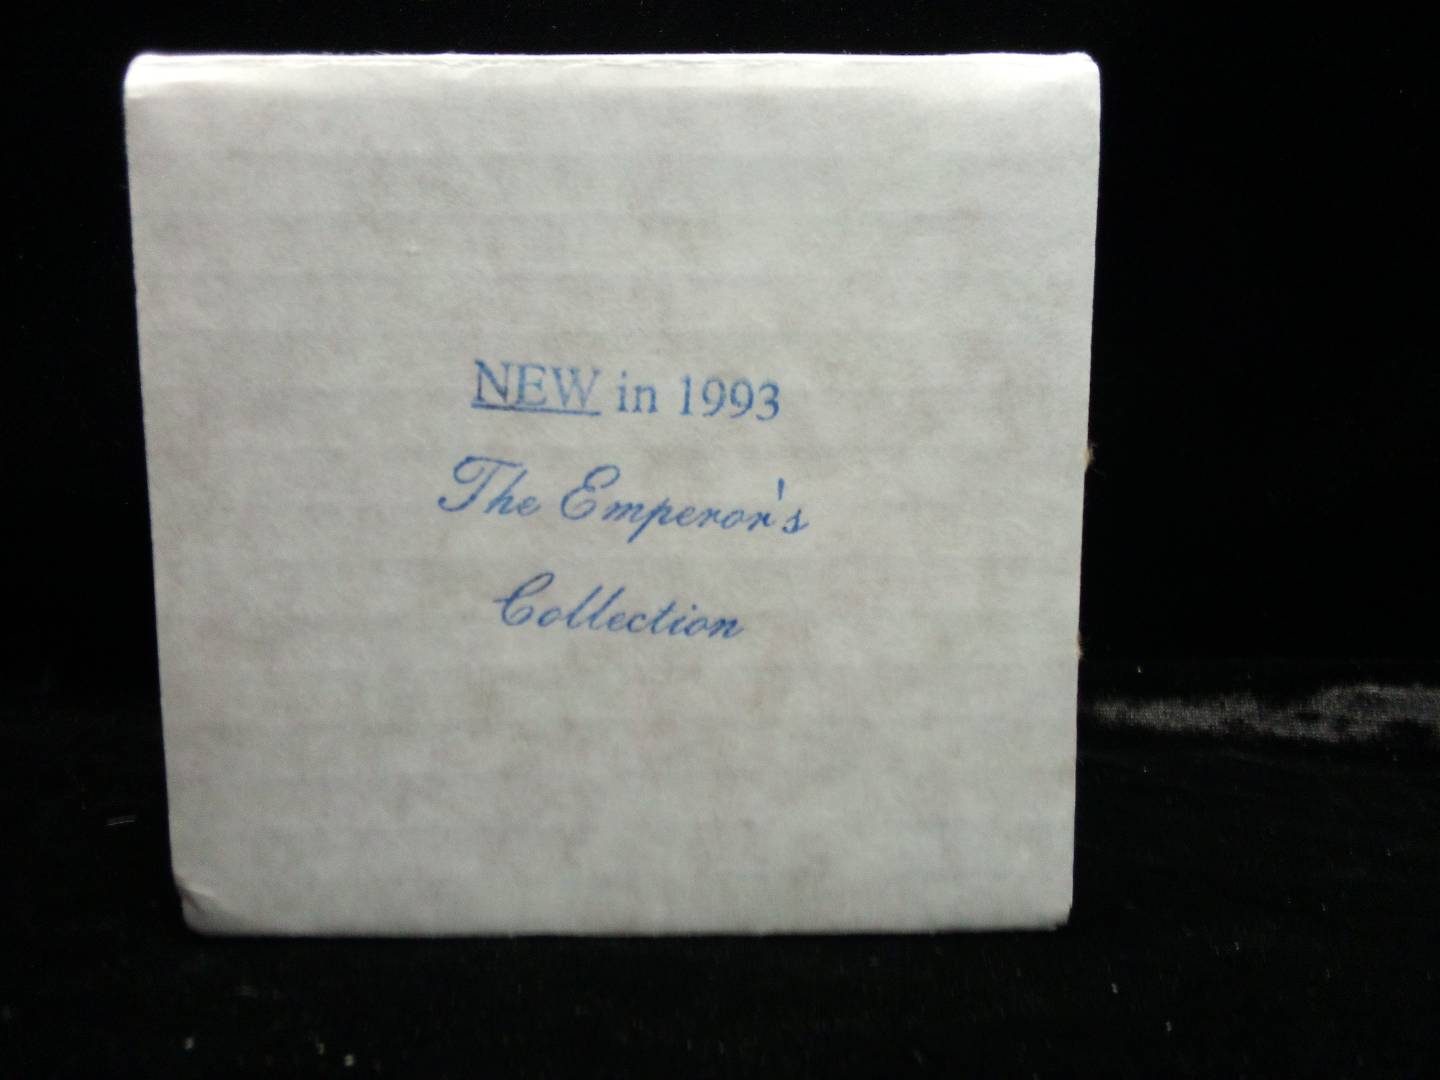 NEW in 1993
The Emperor's
Collection